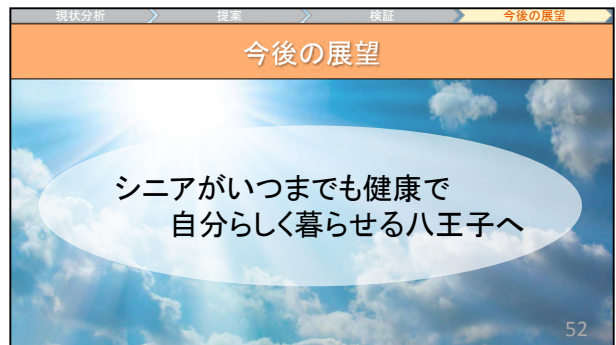 現状分析 提案 検証 今後の展望
今後の展望
シニアがいつまでも健康で
自分らしく暮らせる八王子へ
52